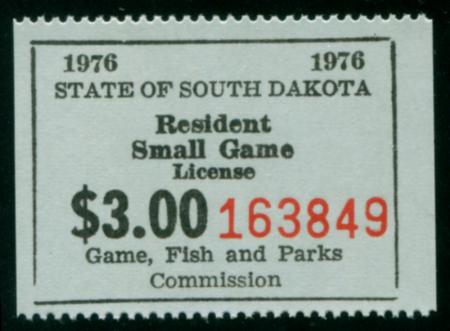 1976 1976
STATE OF SOUTH DAKOTA
Resident
Small Game
License
$3.00 163849
Game, Fish and Parks
Commission